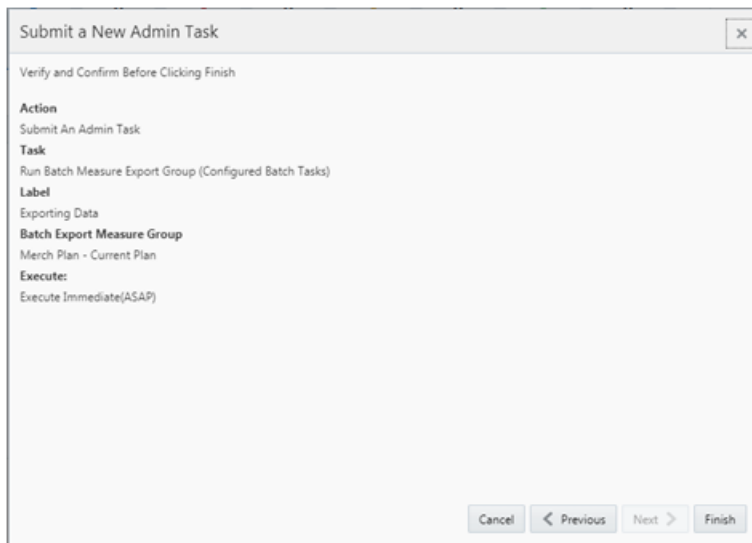 Submit a New Admin Task
Verify and Confirm Before Clicking Finish
Action
Submit An Admin Task
Task
Run Batch Measure Export Group (Configured Batch Tasks)
Label
Exporting Data
Batch Export Measure Group
Merch Plan - Current Plan
Execute:
Execute Immediate(ASAP)
Cancel Previous Next Finish